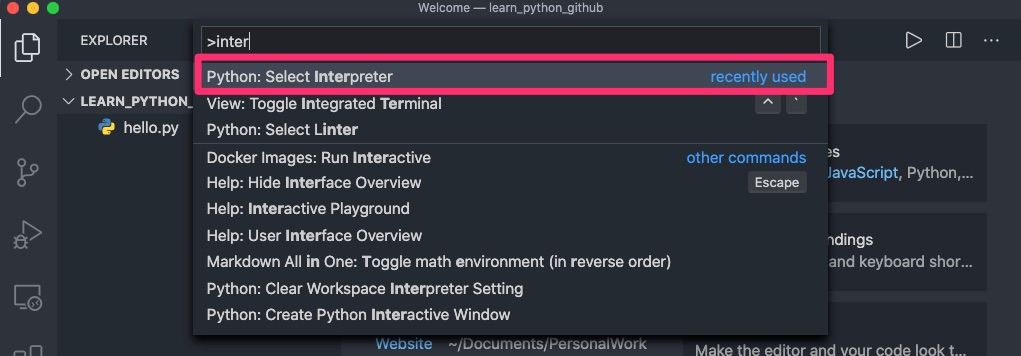 Welcome — learn_python_github
EXPLORER
>inter
OPEN EDITORS
Python: Select Interpreter recently used
LEARN_PYTHON_
View: Toggle Integrated Terminal ^ `
hello.py
Python: Select Linter
Docker Images: Run Interactive other commands
Help: Hide Interface Overview Escape
JavaScript, Python,...
Help: Interactive Playground
Help: User Interface Overview
Markdown All in One: Toggle math environment (in reverse order)
and keyboard shor...
Python: Clear Workspace Interpreter Setting
Python: Create Python Interactive Window
Website ~/Documents/PersonalWork
Make the editor and your code look t...